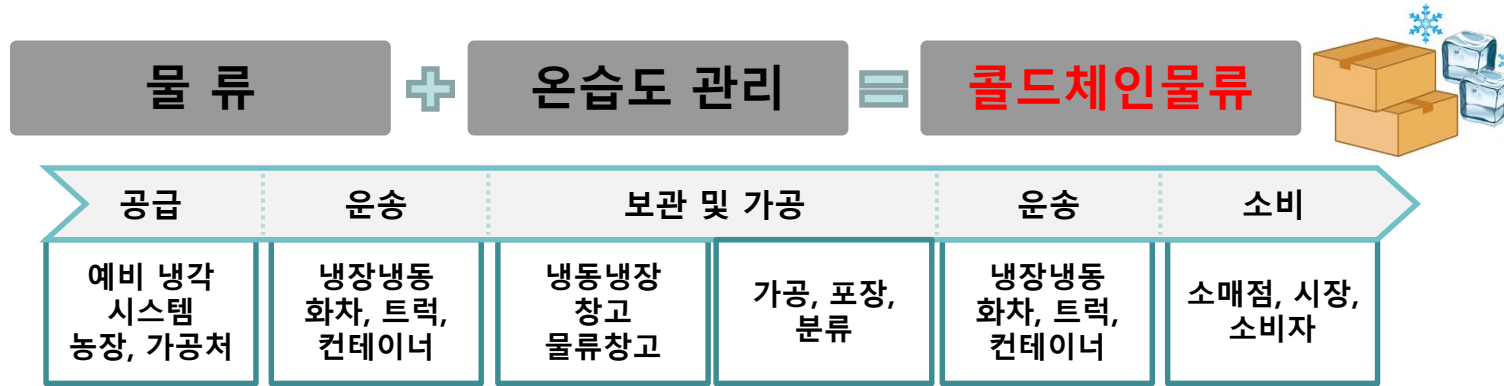 물 류
온습도 관리
콜드체인물류
공급
운송
보관 및 가공
운송
소비
예비 냉각
시스템
농장, 가공처
냉장냉동
화차, 트럭,
컨테이너
냉동냉장
창고
물류창고
가공, 포장,
분류
냉장냉동
화차, 트럭,
컨테이너
소매점, 시장,
소비자